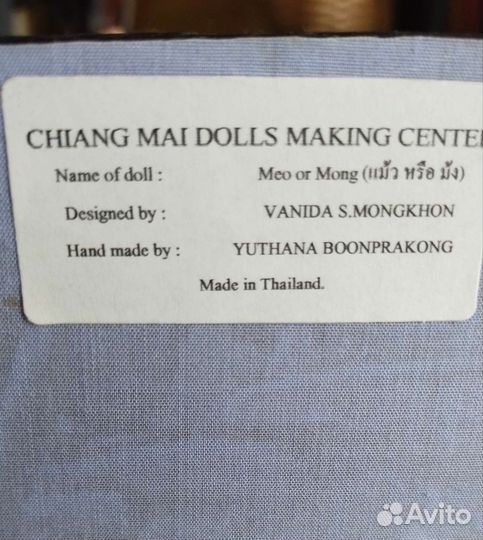 CHIANG MAI DOLLS MAKING CENTE
Name of doll : Meo or Mong (แม้ว หรือ ม้ง)
Designed by : VANIDA S.MONGKHON
Hand made by : YUTHANA BOONPRAKONG
Made in Thailand.
Avito